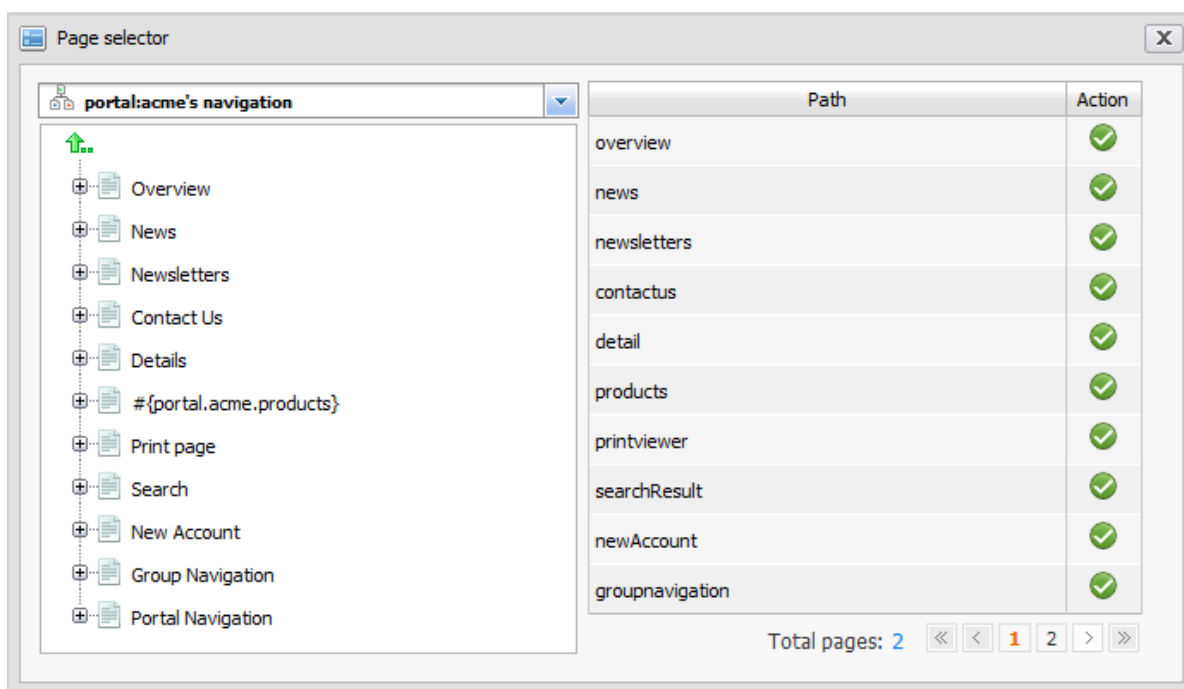 Page selector
X
portal:acme's navigation
Overview
News
Newsletters
Contact Us
Details
#{portal.acme.products}
Print page
Search
New Account
Group Navigation
Portal Navigation
Path Action
overview
news
newsletters
contactus
detail
products
printviewer
searchResult
newAccount
groupnavigation
Total pages: 2 « < 1 2 > »